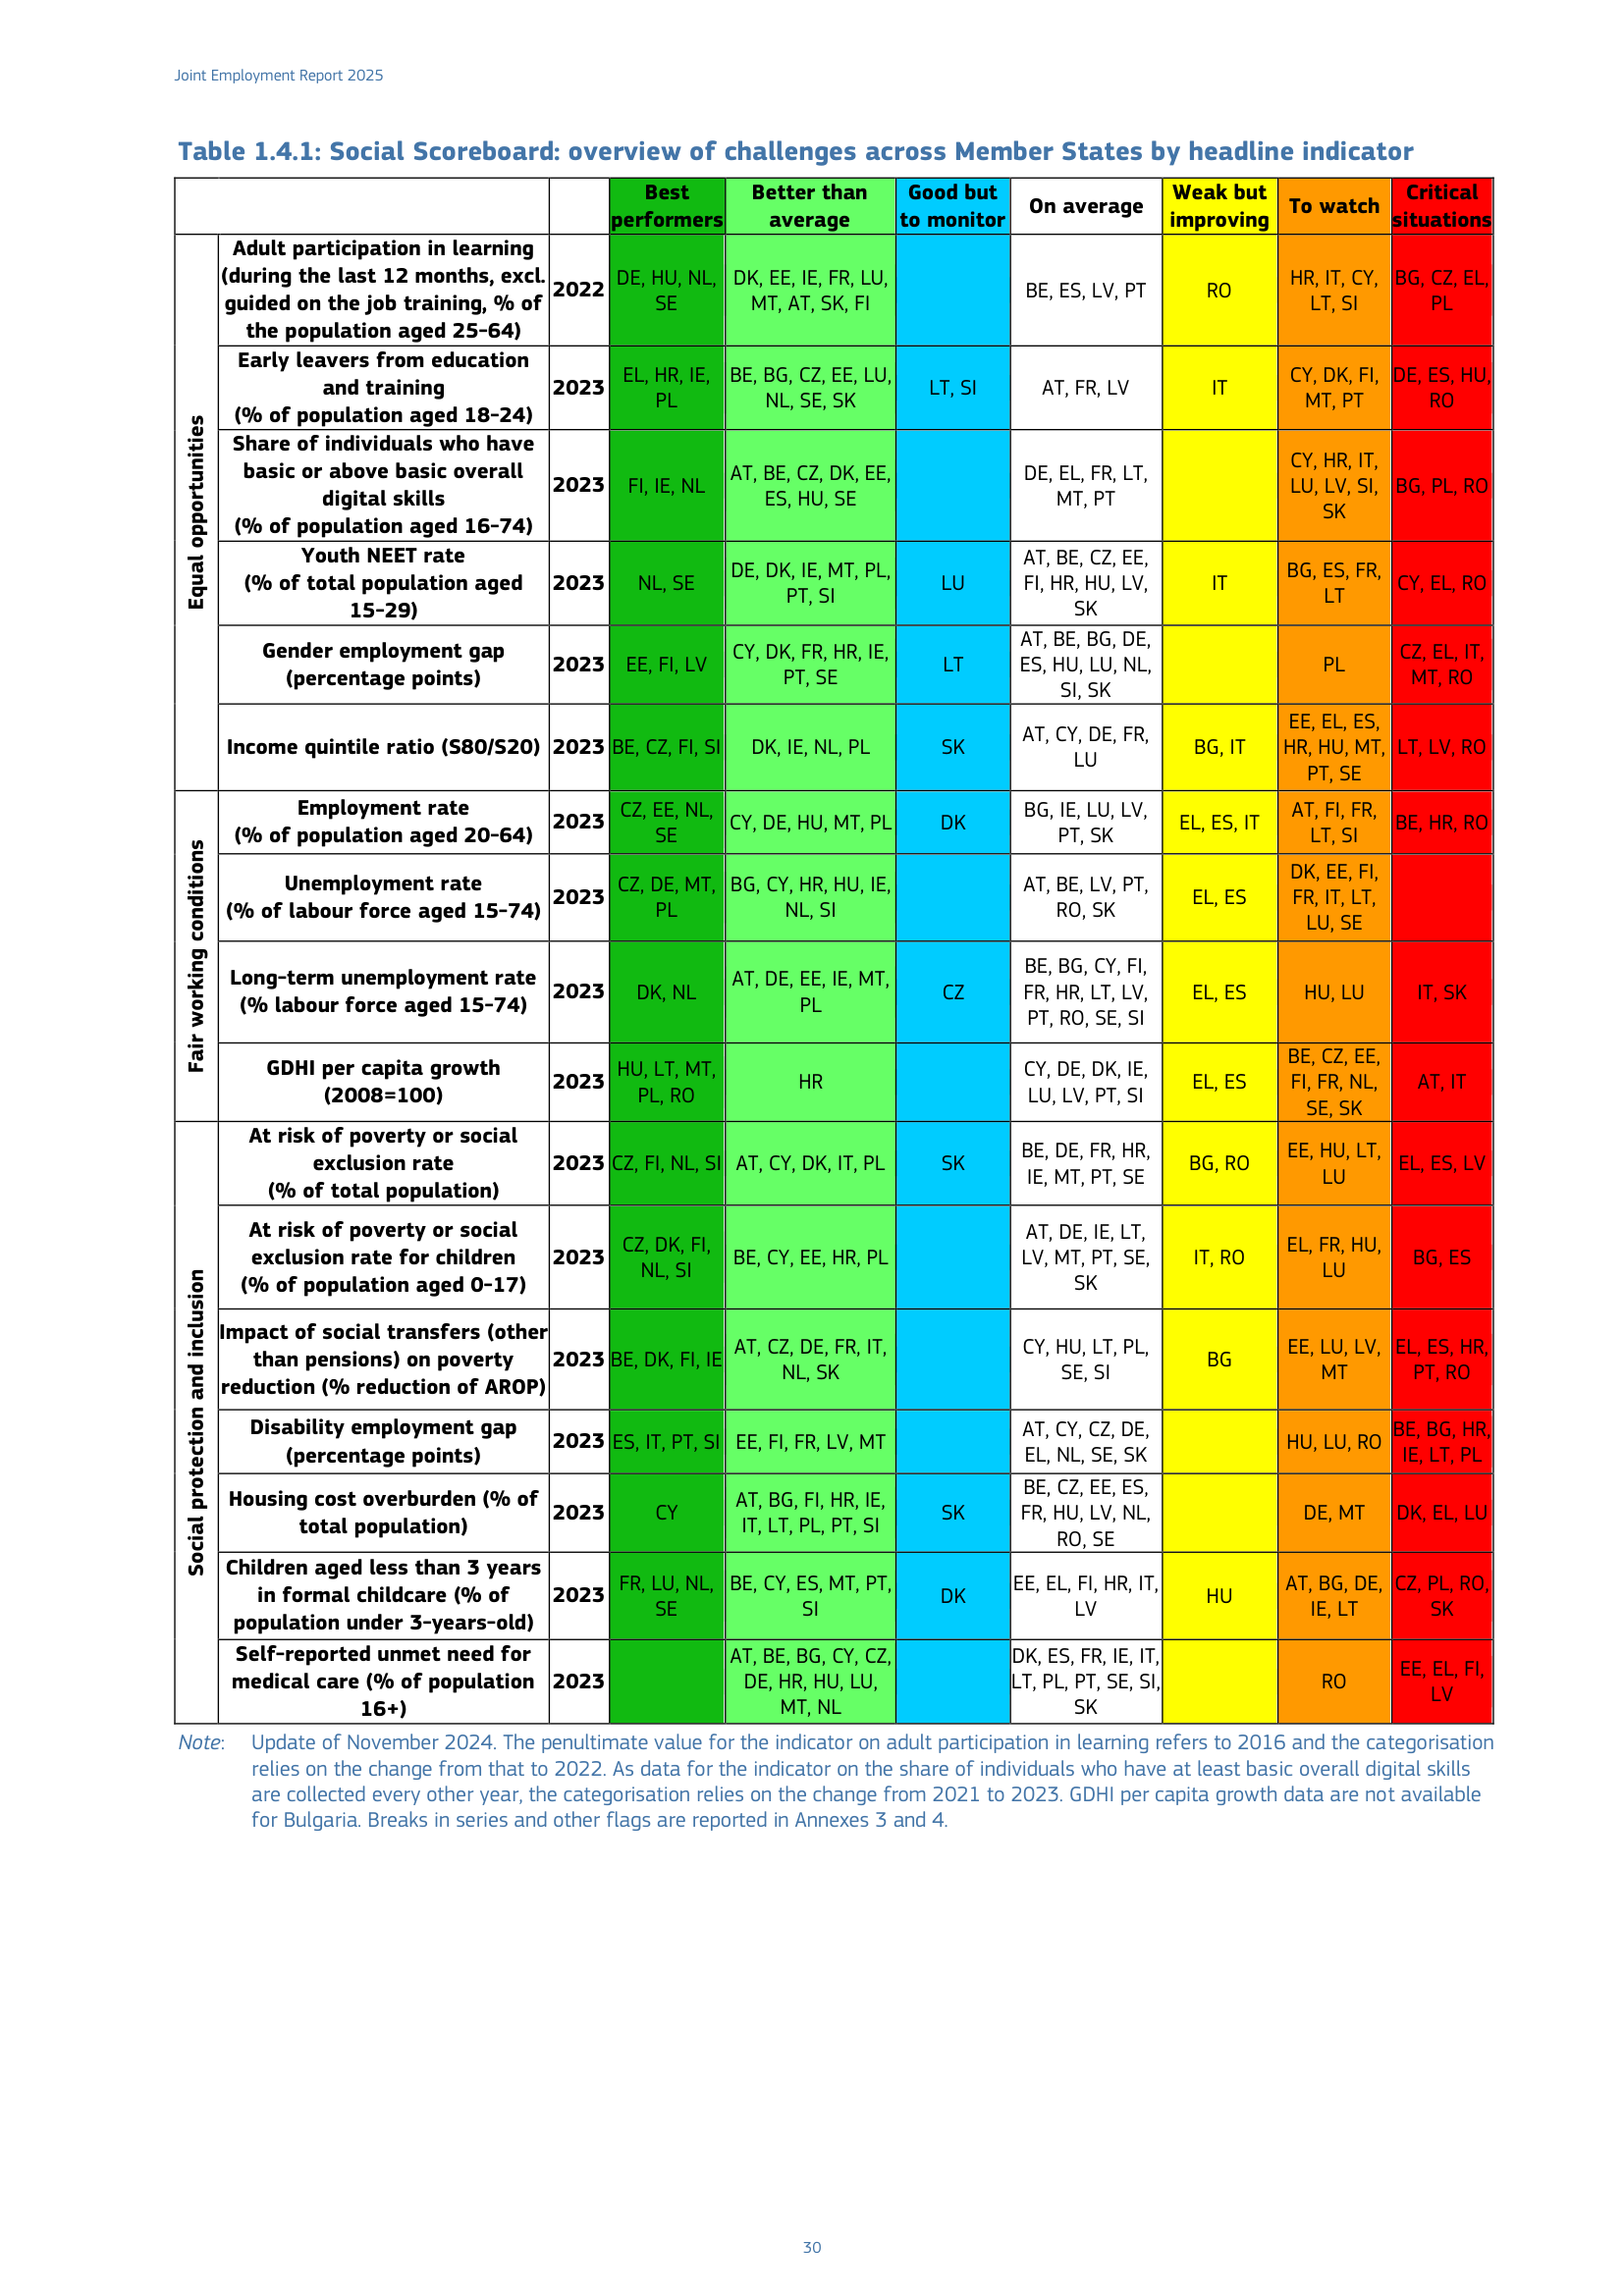 Joint Employment Report 2025
Table 1.4.1: Social Scoreboard: overview of challenges across Member States by headline indicator
Best
performers
Better than
average
Good but
to monitor
On average
Weak but
improving
To watch
Critical
situations
Equal opportunities
Adult participation in learning
(during the last 12 months, excl.
guided on the job training, % of
the population aged 25-64)
2022
DE, HU, NL,
SE
DK, EE, IE, FR, LU,
MT, AT, SK, FI
BE, ES, LV, PT
RO
HR, IT, CY,
LT, SI
BG, CZ, EL,
PL
Early leavers from education
and training
(% of population aged 18-24)
2023
EL, HR, IE,
PL
BE, BG, CZ, EE, LU,
NL, SE, SK
LT, SI
AT, FR, LV
IT
CY, DK, FI,
MT, PT
DE, ES, HU,
RO
Share of individuals who have
basic or above basic overall
digital skills
(% of population aged 16-74)
2023
FI, IE, NL
AT, BE, CZ, DK, EE,
ES, HU, SE
DE, EL, FR, LT,
MT, PT
CY, HR, IT,
LU, LV, SI,
SK
BG, PL, RO
Youth NEET rate
(% of total population aged
15-29)
2023
NL, SE
DE, DK, IE, MT, PL,
PT, SI
LU
AT, BE, CZ, EE,
FI, HR, HU, LV,
SK
IT
BG, ES, FR,
LT
CY, EL, RO
Gender employment gap
(percentage points)
2023
EE, FI, LV
CY, DK, FR, HR, IE,
PT, SE
LT
AT, BE, BG, DE,
ES, HU, LU, NL,
SI, SK
PL
CZ, EL, IT,
MT, RO
Income quintile ratio (S80/S20)
2023
BE, CZ, FI, SI
DK, IE, NL, PL
SK
AT, CY, DE, FR,
LU
BG, IT
EE, EL, ES,
HR, HU, MT,
PT, SE
LT, LV, RO
Fair working conditions
Employment rate
(% of population aged 20-64)
2023
CZ, EE, NL,
SE
CY, DE, HU, MT, PL
DK
BG, IE, LU, LV,
PT, SK
EL, ES, IT
AT, FI, FR,
LT, SI
BE, HR, RO
Unemployment rate
(% of labour force aged 15-74)
2023
CZ, DE, MT,
PL
BG, CY, HR, HU, IE,
NL, SI
AT, BE, LV, PT,
RO, SK
EL, ES
DK, EE, FI,
FR, IT, LT,
LU, SE
Long-term unemployment rate
(% labour force aged 15-74)
2023
DK, NL
AT, DE, EE, IE, MT,
PL
CZ
BE, BG, CY, FI,
FR, HR, LT, LV,
PT, RO, SE, SI
EL, ES
HU, LU
IT, SK
GDHI per capita growth
(2008=100)
2023
HU, LT, MT,
PL, RO
HR
CY, DE, DK, IE,
LU, LV, PT, SI
EL, ES
BE, CZ, EE,
FI, FR, NL,
SE, SK
AT, IT
Social protection and inclusion
At risk of poverty or social
exclusion rate
(% of total population)
2023
CZ, FI, NL, SI
AT, CY, DK, IT, PL
SK
BE, DE, FR, HR,
IE, MT, PT, SE
BG, RO
EE, HU, LT,
LU
EL, ES, LV
At risk of poverty or social
exclusion rate for children
(% of population aged 0-17)
2023
CZ, DK, FI,
NL, SI
BE, CY, EE, HR, PL
AT, DE, IE, LT,
LV, MT, PT, SE,
SK
IT, RO
EL, FR, HU,
LU
BG, ES
Impact of social transfers (other
than pensions) on poverty
reduction (% reduction of AROP)
2023
BE, DK, FI, IE
AT, CZ, DE, FR, IT,
NL, SK
CY, HU, LT, PL,
SE, SI
BG
EE, LU, LV,
MT
EL, ES, HR,
PT, RO
Disability employment gap
(percentage points)
2023
ES, IT, PT, SI
EE, FI, FR, LV, MT
AT, CY, CZ, DE,
EL, NL, SE, SK
HU, LU, RO
BE, BG, HR,
IE, LT, PL
Housing cost overburden (% of
total population)
2023
CY
AT, BG, FI, HR, IE,
IT, LT, PL, PT, SI
SK
BE, CZ, EE, ES,
FR, HU, LV, NL,
RO, SE
DE, MT
DK, EL, LU
Children aged less than 3 years
in formal childcare (% of
population under 3-years-old)
2023
FR, LU, NL,
SE
BE, CY, ES, MT, PT,
SI
DK
EE, EL, FI, HR, IT,
LV
HU
AT, BG, DE,
IE, LT
CZ, PL, RO,
SK
Self-reported unmet need for
medical care (% of population
16+)
2023
AT, BE, BG, CY, CZ,
DE, HR, HU, LU,
MT, NL
DK, ES, FR, IE, IT,
LT, PL, PT, SE, SI,
SK
RO
EE, EL, FI,
LV
Note: Update of November 2024. The penultimate value for the indicator on adult participation in learning refers to 2016 and the categorisation
relies on the change from that to 2022. As data for the indicator on the share of individuals who have at least basic overall digital skills
are collected every other year, the categorisation relies on the change from 2021 to 2023. GDHI per capita growth data are not available
for Bulgaria. Breaks in series and other flags are reported in Annexes 3 and 4.
30